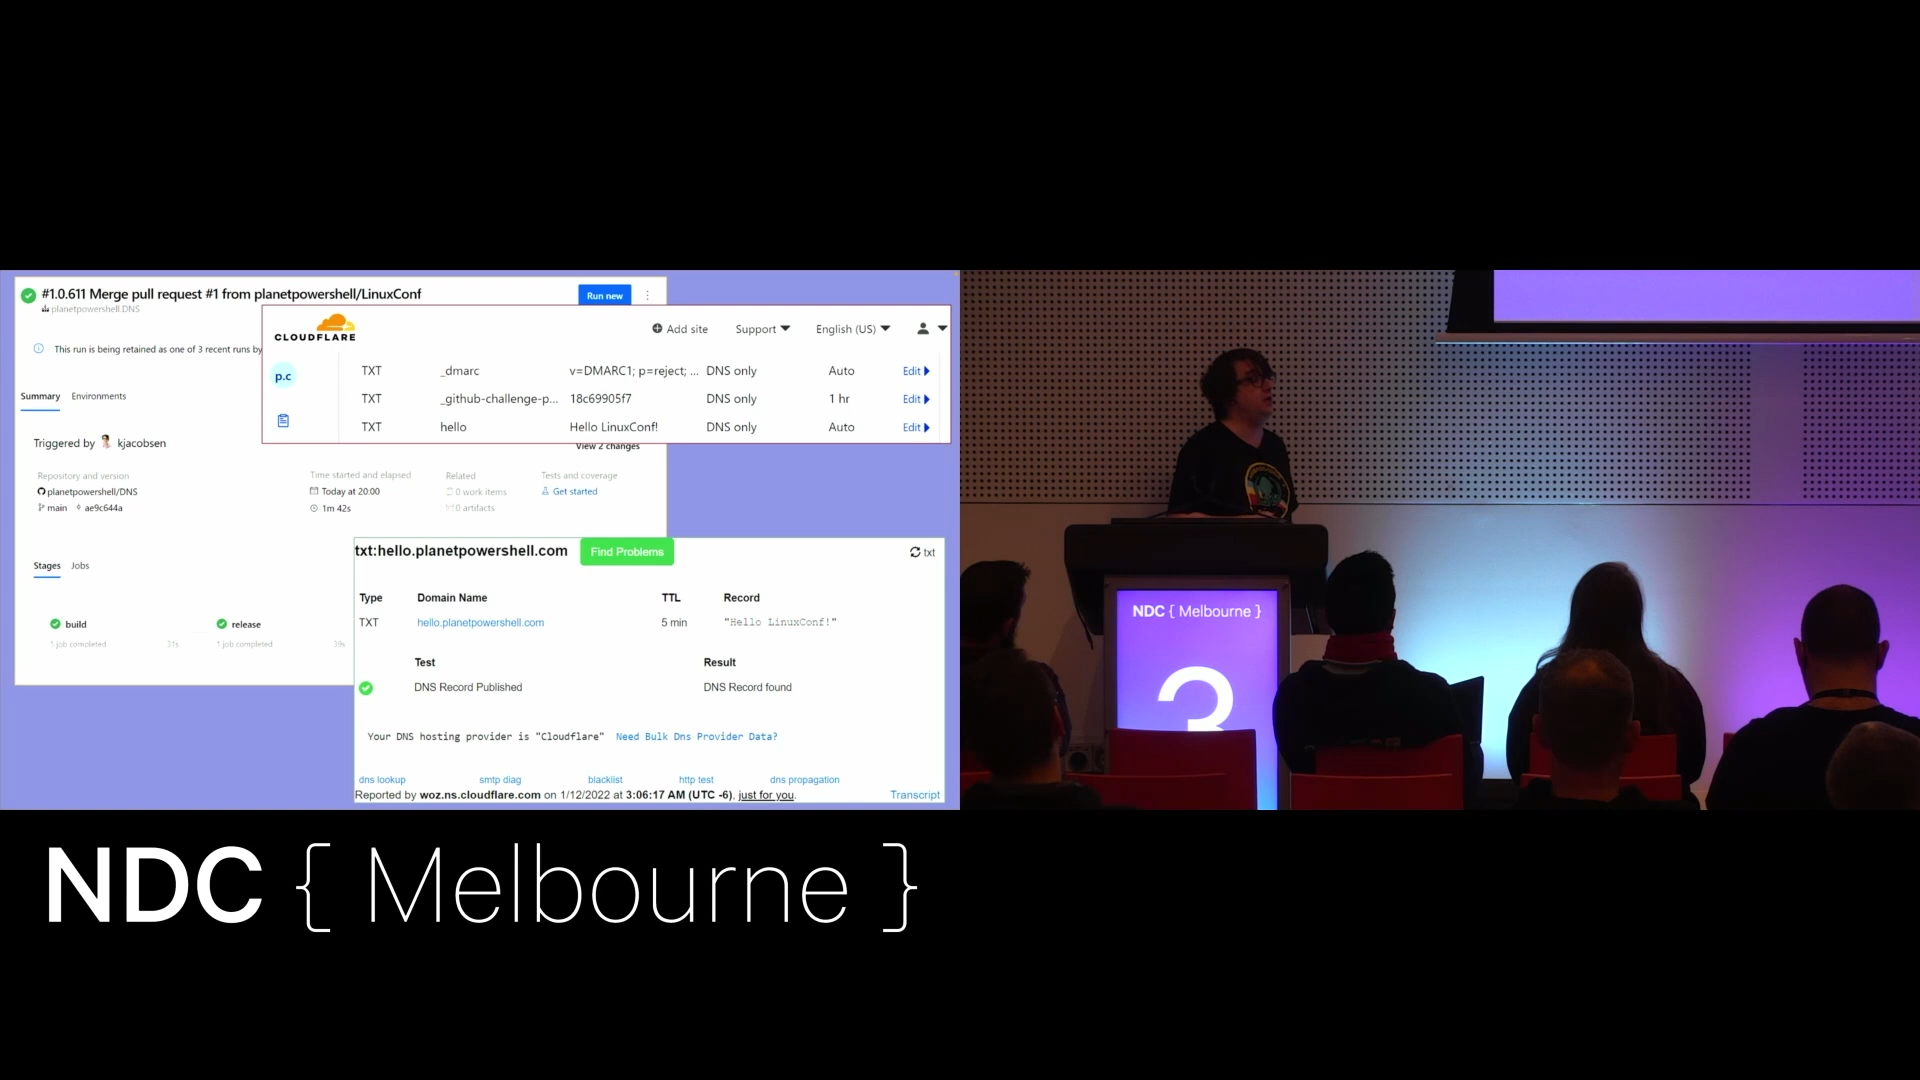 #1.0.611 Merge pull request #1 from planetpowershell/LinuxConf
Run new
planetpowershell.DNS
This run is being retained as one of 3 recent runs by
CLOUDFLARE
Add site
Support
English (US)
p.c
TXT _dmarc v=DMARC1; p=reject; ... DNS only Auto Edit
TXT _github-challenge-p... 18c69905f7 DNS only 1 hr Edit
TXT hello Hello LinuxConf! DNS only Auto Edit
Summary Environments
Triggered by kjacobsen
View 2 changes
Repository and version Time started and elapsed Related Tests and coverage
planetpowershell/DNS Today at 20:00 0 work items Get started
main ae9c644a 1m 42s 0 artifacts
Stages Jobs
build release
1 job completed 31s 1 job completed 39s
txt:hello.planetpowershell.com Find Problems txt
Type Domain Name TTL Record
TXT hello.planetpowershell.com 5 min "Hello LinuxConf!"
Test Result
DNS Record Published DNS Record found
Your DNS hosting provider is "Cloudflare" Need Bulk Dns Provider Data?
dns lookup smtp diag blacklist http test dns propagation
Reported by woz.ns.cloudflare.com on 1/12/2022 at 3:06:17 AM (UTC -6), just for you. Transcript
NDC { Melbourne }
3
NDC { Melbourne }